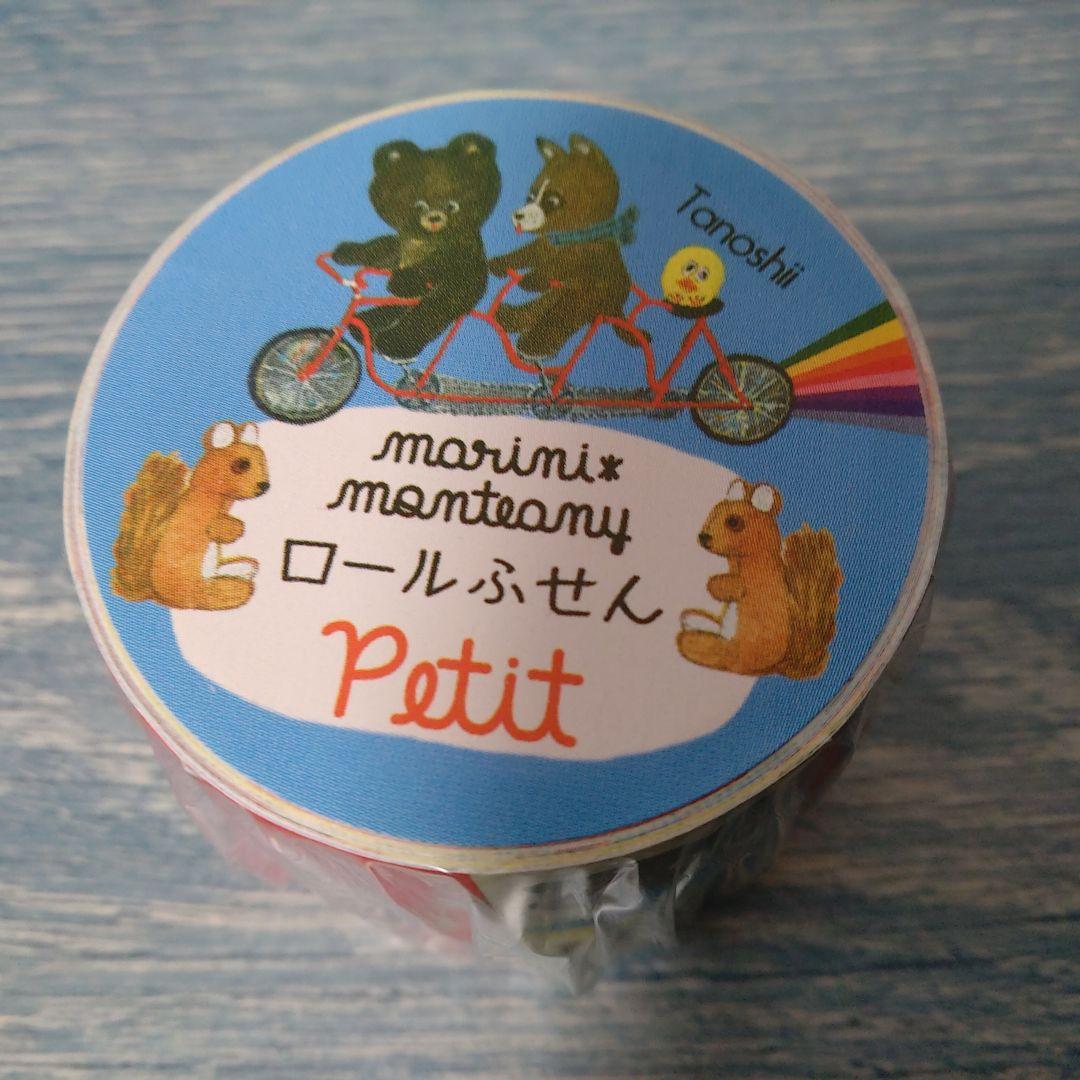 Tanoshii
marini*
monteany
ロールふせん
Petit